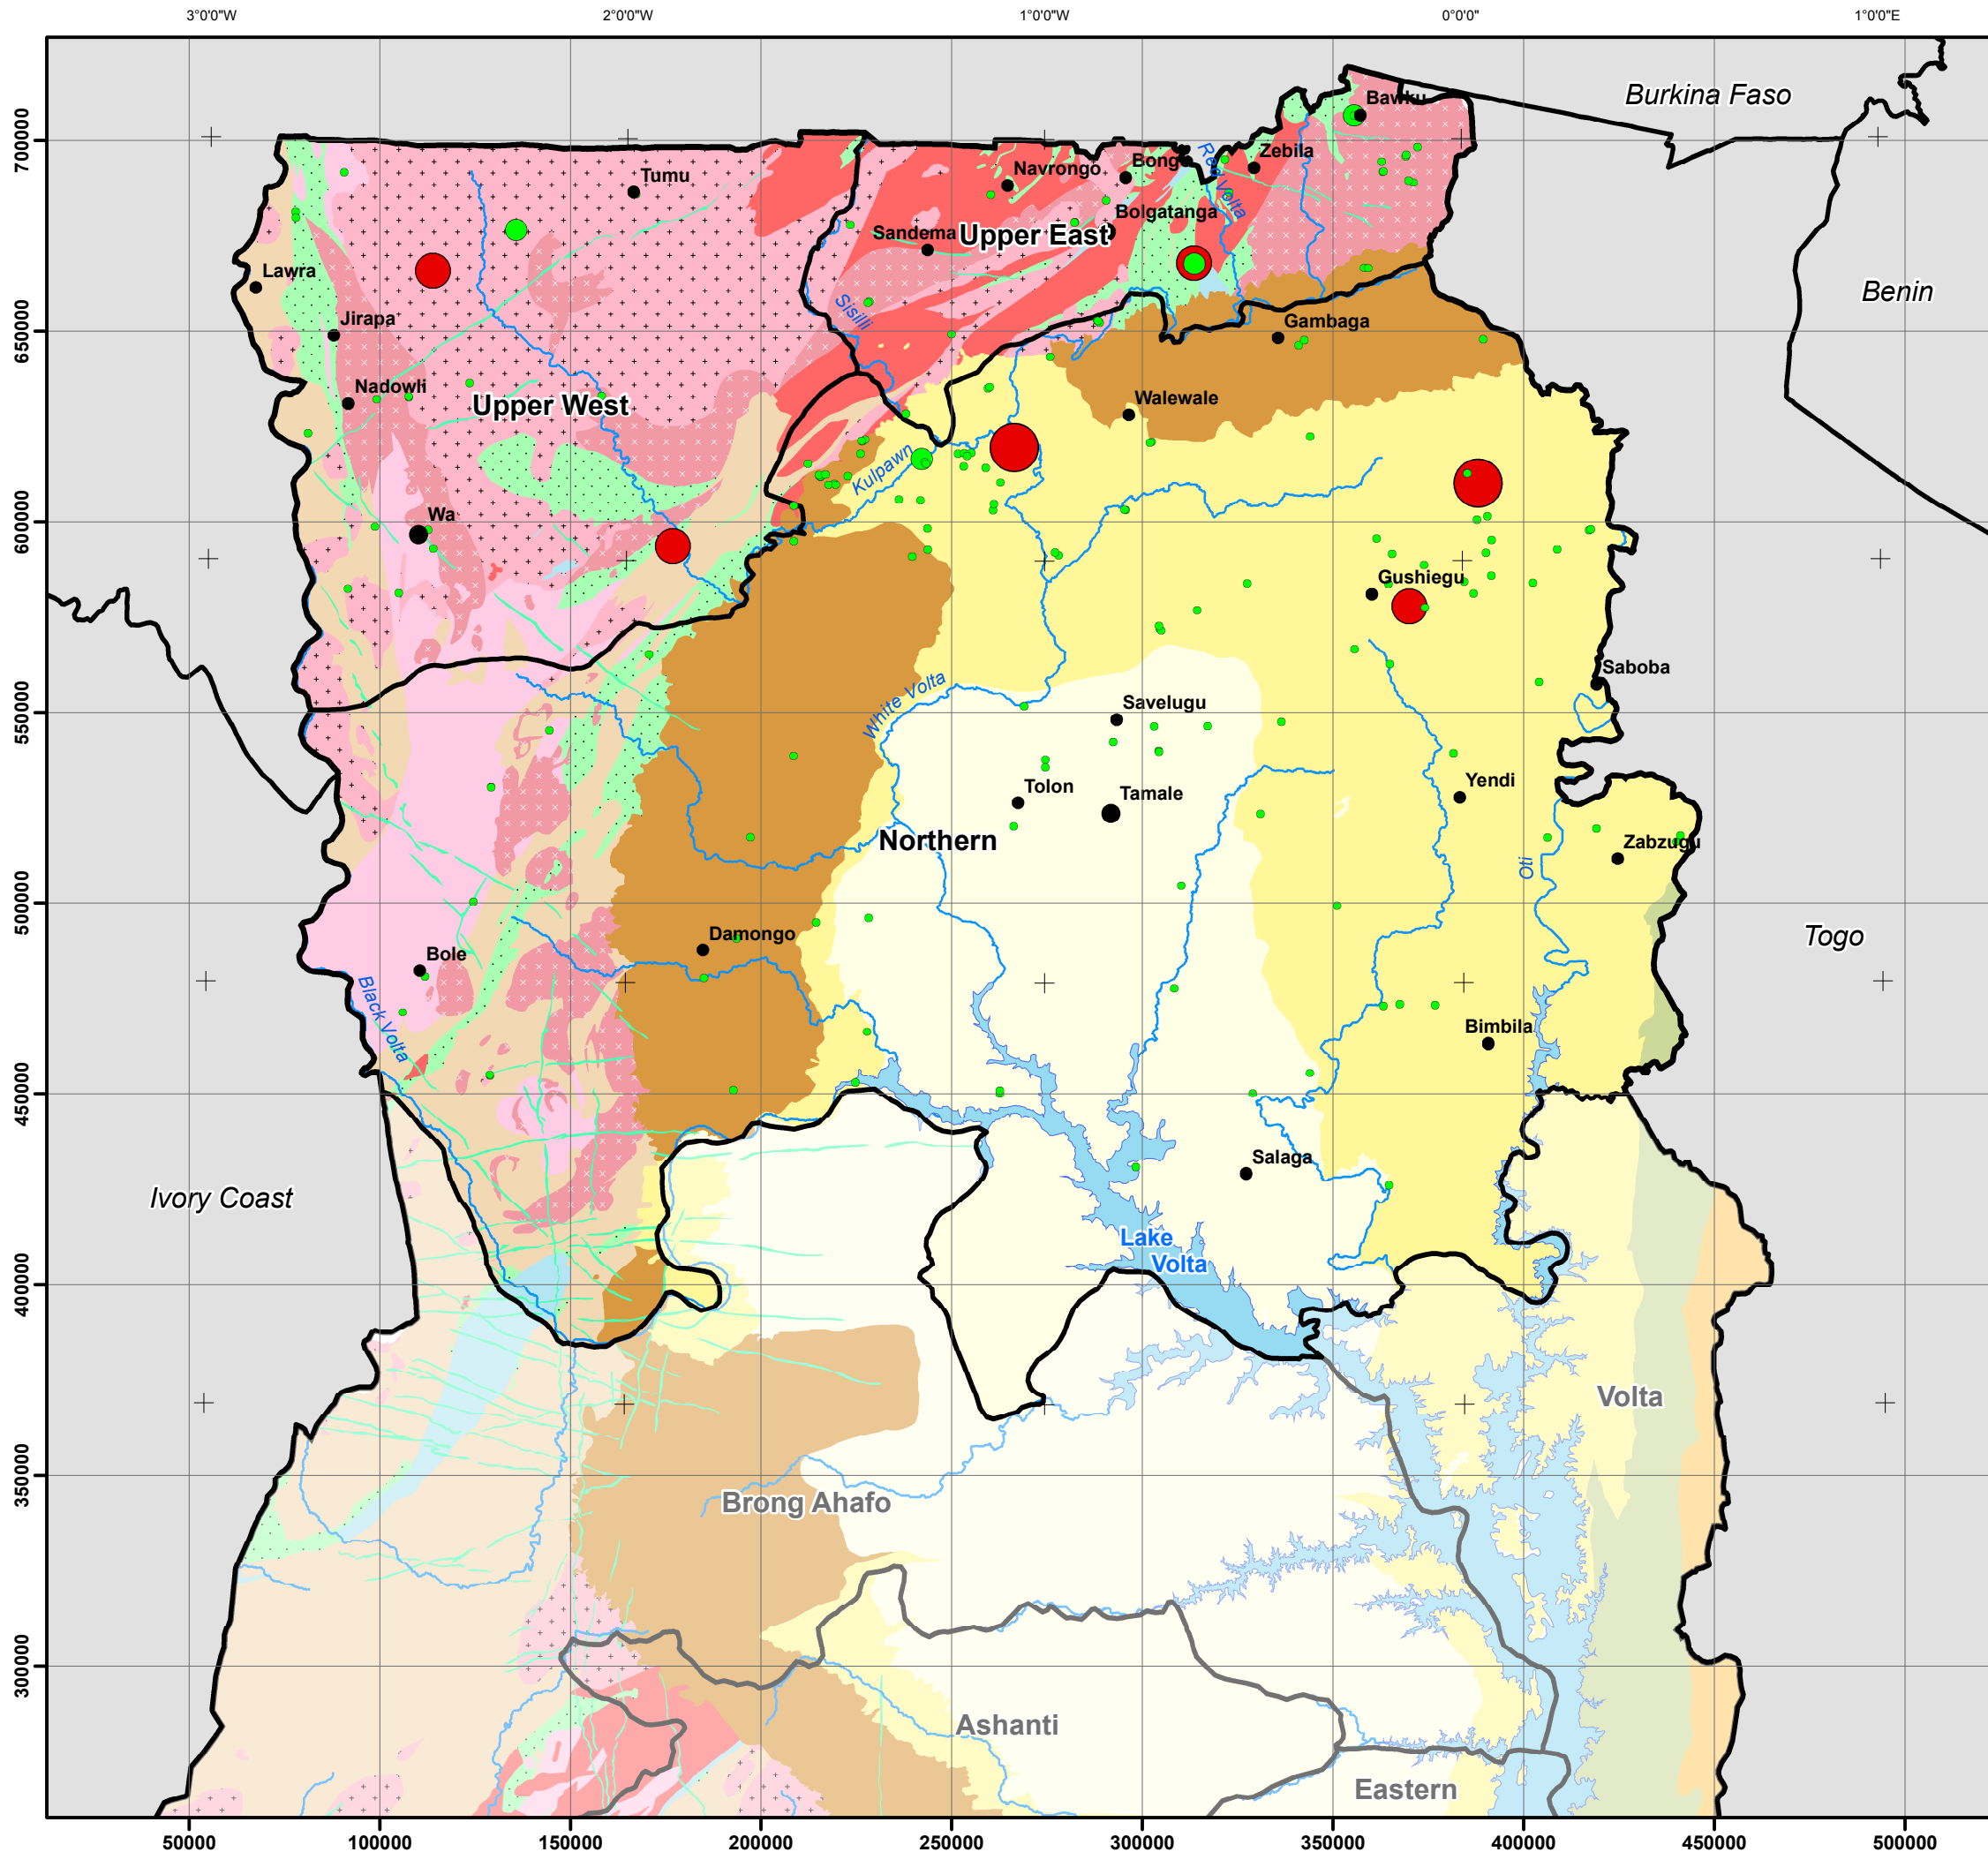 3°0'0"W
2°0'0"W
1°0'0"W
0°0'0"
1°0'0"E
Burkina Faso
Bawku
700000
Red Volta
Zebila
Bong
Navrongo
Tumu
Bolgatanga
Sandema
Upper East
Lawra
Benin
Sisilli
Jirapa
Gambaga
650000
Nadowli
Walewale
Upper West
Kulpawn
Wa
600000
Gushiegu
Saboba
White Volta
Savelugu
550000
Yendi
Tolon
Tamale
Northern
Zabzugu
Oti
500000
Damongo
Togo
Bole
Black Volta
Bimbila
450000
Salaga
Ivory Coast
Lake
Volta
400000
Volta
350000
Brong Ahafo
300000
Ashanti
Eastern
50000
100000
150000
200000
250000
300000
350000
400000
450000
500000